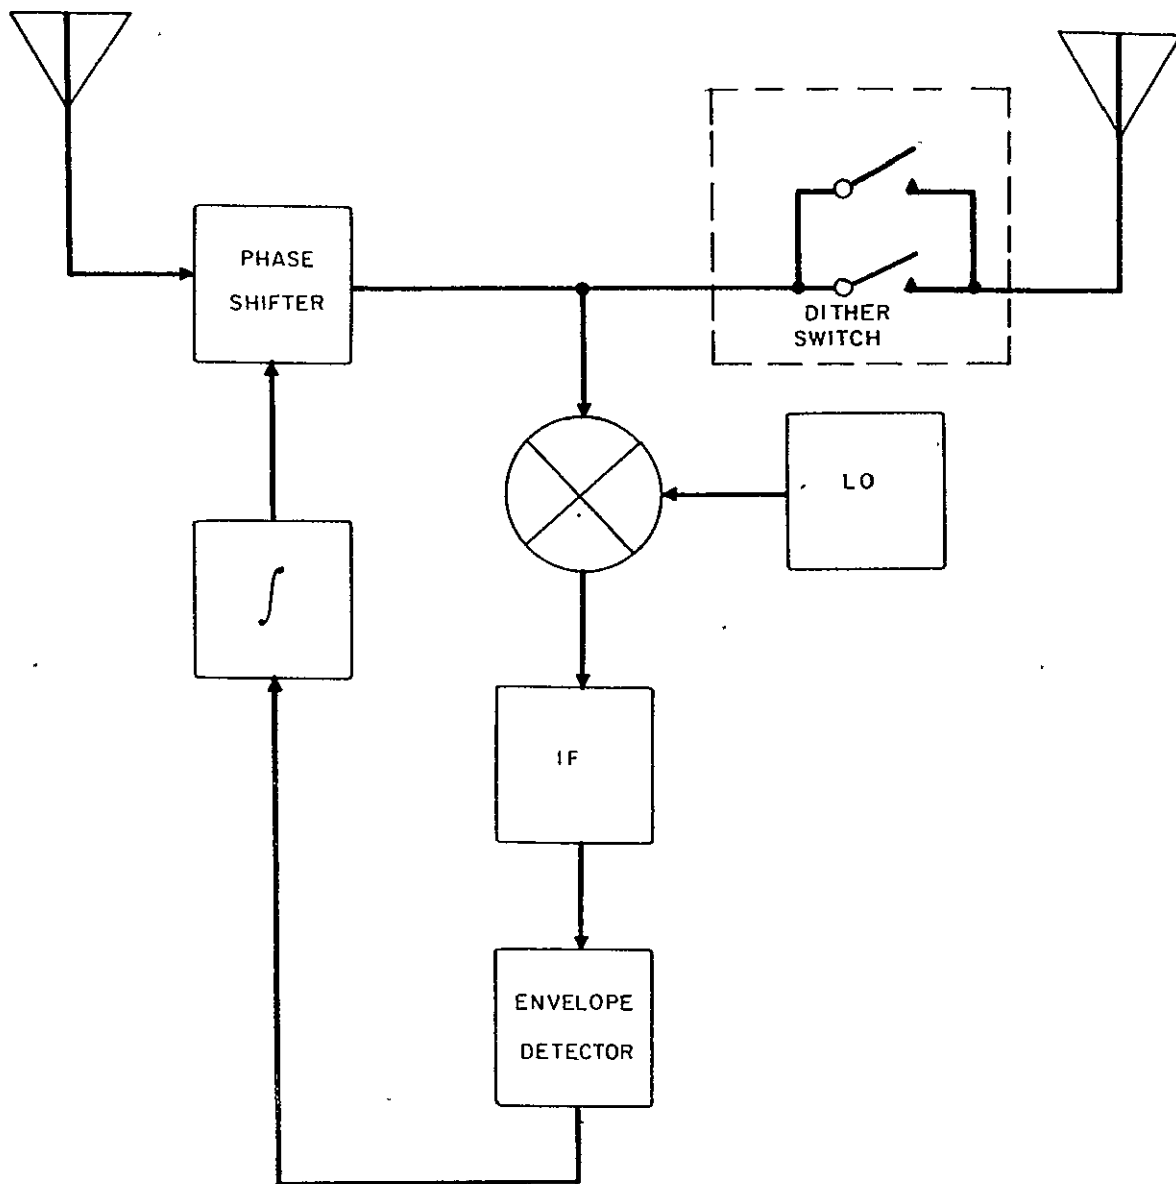 PHASE
SHIFTER
DITHER
SWITCH
LO
∫
IF
ENVELOPE
DETECTOR